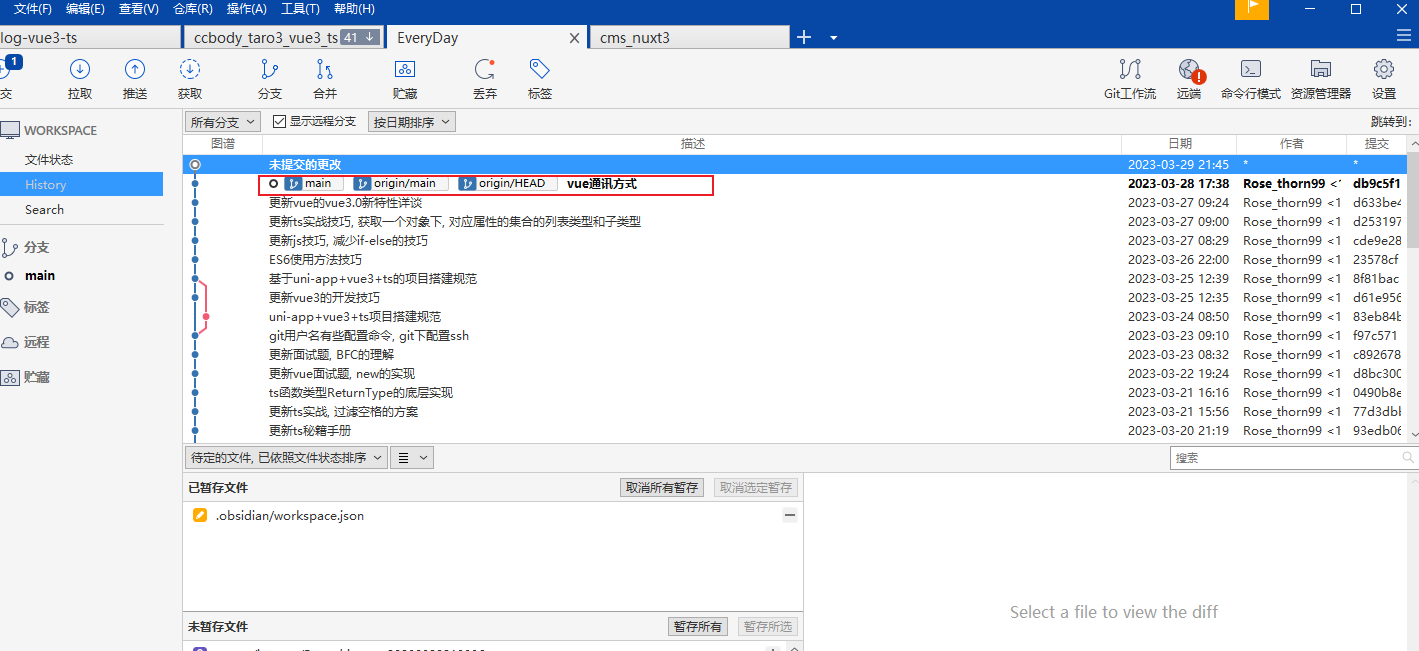 文件(F) 编辑(E) 查看(V) 仓库(R) 操作(A) 工具(T) 帮助(H)
log-vue3-ts ccbody_taro3_vue3_ts 41 EveryDay cms_nuxt3
1
交 拉取 推送 获取 分支 合并 贮藏 丢弃 标签 Git工作流 远端 命令行模式 资源管理器 设置
所有分支 显示远程分支 按日期排序 跳转到:
WORKSPACE
文件状态
History
Search
分支
main
标签
远程
贮藏
图谱 描述 日期 作者 提交
未提交的更改 2023-03-29 21:45 * *
main origin/main origin/HEAD vue通讯方式 2023-03-28 17:38 Rose_thorn99 <1 db9c5f1
更新vue的vue3.0新特性详谈 2023-03-27 09:24 Rose_thorn99 <1 d633be4
更新ts实战技巧, 获取一个对象下, 对应属性的集合的列表类型和子类型 2023-03-27 09:00 Rose_thorn99 <1 d253197
更新js技巧, 减少if-else的技巧 2023-03-27 08:29 Rose_thorn99 <1 cde9e28
ES6使用方法技巧 2023-03-26 22:00 Rose_thorn99 <1 23578cf
基于uni-app+vue3+ts的项目搭建规范 2023-03-25 12:39 Rose_thorn99 <1 8f81bac
更新vue3的开发技巧 2023-03-25 12:35 Rose_thorn99 <1 d61e956
uni-app+vue3+ts项目搭建规范 2023-03-24 08:50 Rose_thorn99 <1 83eb84b
git用户名有些配置命令, git下配置ssh 2023-03-23 09:10 Rose_thorn99 <1 f97c571
更新面试题, BFC的理解 2023-03-23 08:32 Rose_thorn99 <1 c892678
更新vue面试题, new的实现 2023-03-22 19:24 Rose_thorn99 <1 d8bc300
ts函数类型ReturnType的底层实现 2023-03-21 16:16 Rose_thorn99 <1 0490b8e
更新ts实战, 过滤空格的方案 2023-03-21 15:56 Rose_thorn99 <1 77d3dbb
更新ts秘籍手册 2023-03-20 21:19 Rose_thorn99 <1 93edb06
待定的文件, 已依照文件状态排序 搜索
已暂存文件 取消所有暂存 取消选定暂存
.obsidian/workspace.json
Select a file to view the diff
未暂存文件 暂存所有 暂存所选